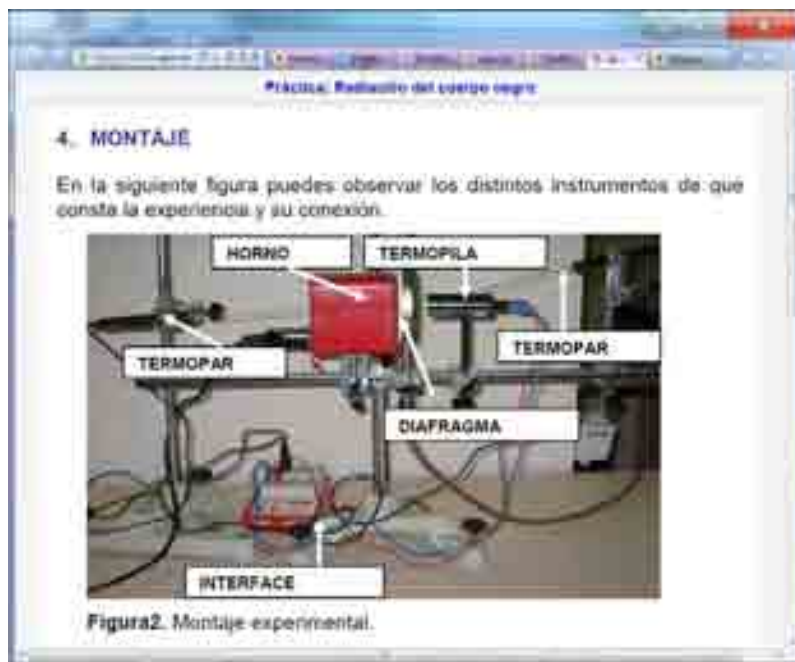 Práctica: Radiación del cuerpo negro
4. MONTAJE
En la siguiente figura puedes observar los distintos instrumentos de que
consta la experiencia y su conexión.
HORNO
TERMOPILA
TERMOPAR
TERMOPAR
DIAFRAGMA
INTERFACE
Figura2. Montaje experimental.